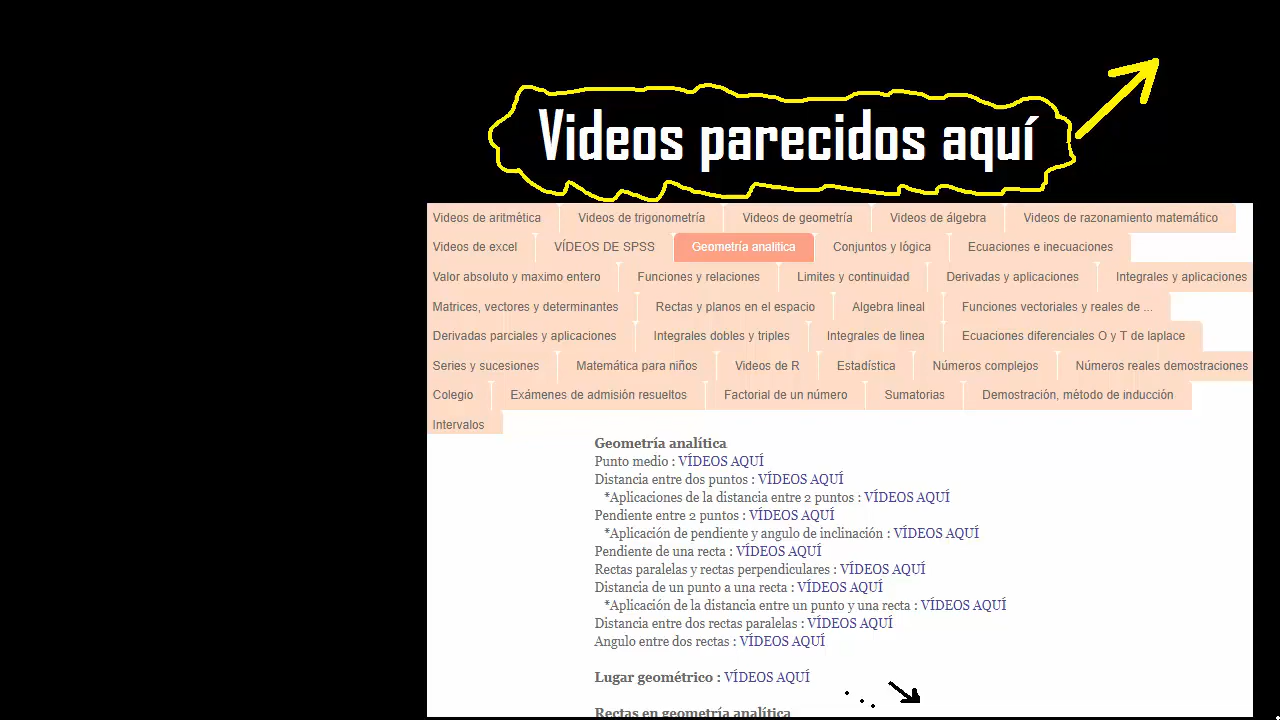 Videos parecidos aquí
Videos de aritmètica Videos de trigonometría Videos de geometría Videos de álgebra Videos de razonamiento matemático
Videos de excel VÍDEOS DE SPSS Geometría analítica Conjuntos y lógica Ecuaciones e inecuaciones
Valor absoluto y maximo entero Funciones y relaciones Limites y continuidad Derivadas y aplicaciones Integrales y aplicaciones
Matrices, vectores y determinantes Rectas y planos en el espacio Algebra lineal Funciones vectoriales y reales de ...
Derivadas parciales y aplicaciones Integrales dobles y triples Integrales de linea Ecuaciones diferenciales O y T de laplace
Series y sucesiones Matemática para niños Videos de R Estadística Números complejos Números reales demostraciones
Colegio Exámenes de admisión resueltos Factorial de un número Sumatorias Demostración, método de inducción
Intervalos
Geometría analítica
Punto medio : VÍDEOS AQUÍ
Distancia entre dos puntos : VÍDEOS AQUÍ
*Aplicaciones de la distancia entre 2 puntos : VÍDEOS AQUÍ
Pendiente entre 2 puntos : VÍDEOS AQUÍ
*Aplicación de pendiente y angulo de inclinación : VÍDEOS AQUÍ
Pendiente de una recta : VÍDEOS AQUÍ
Rectas paralelas y rectas perpendiculares : VÍDEOS AQUÍ
Distancia de un punto a una recta : VÍDEOS AQUÍ
*Aplicación de la distancia entre un punto y una recta : VÍDEOS AQUÍ
Distancia entre dos rectas paralelas : VÍDEOS AQUÍ
Angulo entre dos rectas : VÍDEOS AQUÍ
Lugar geométrico : VÍDEOS AQUÍ
Rectas en geometría analítica